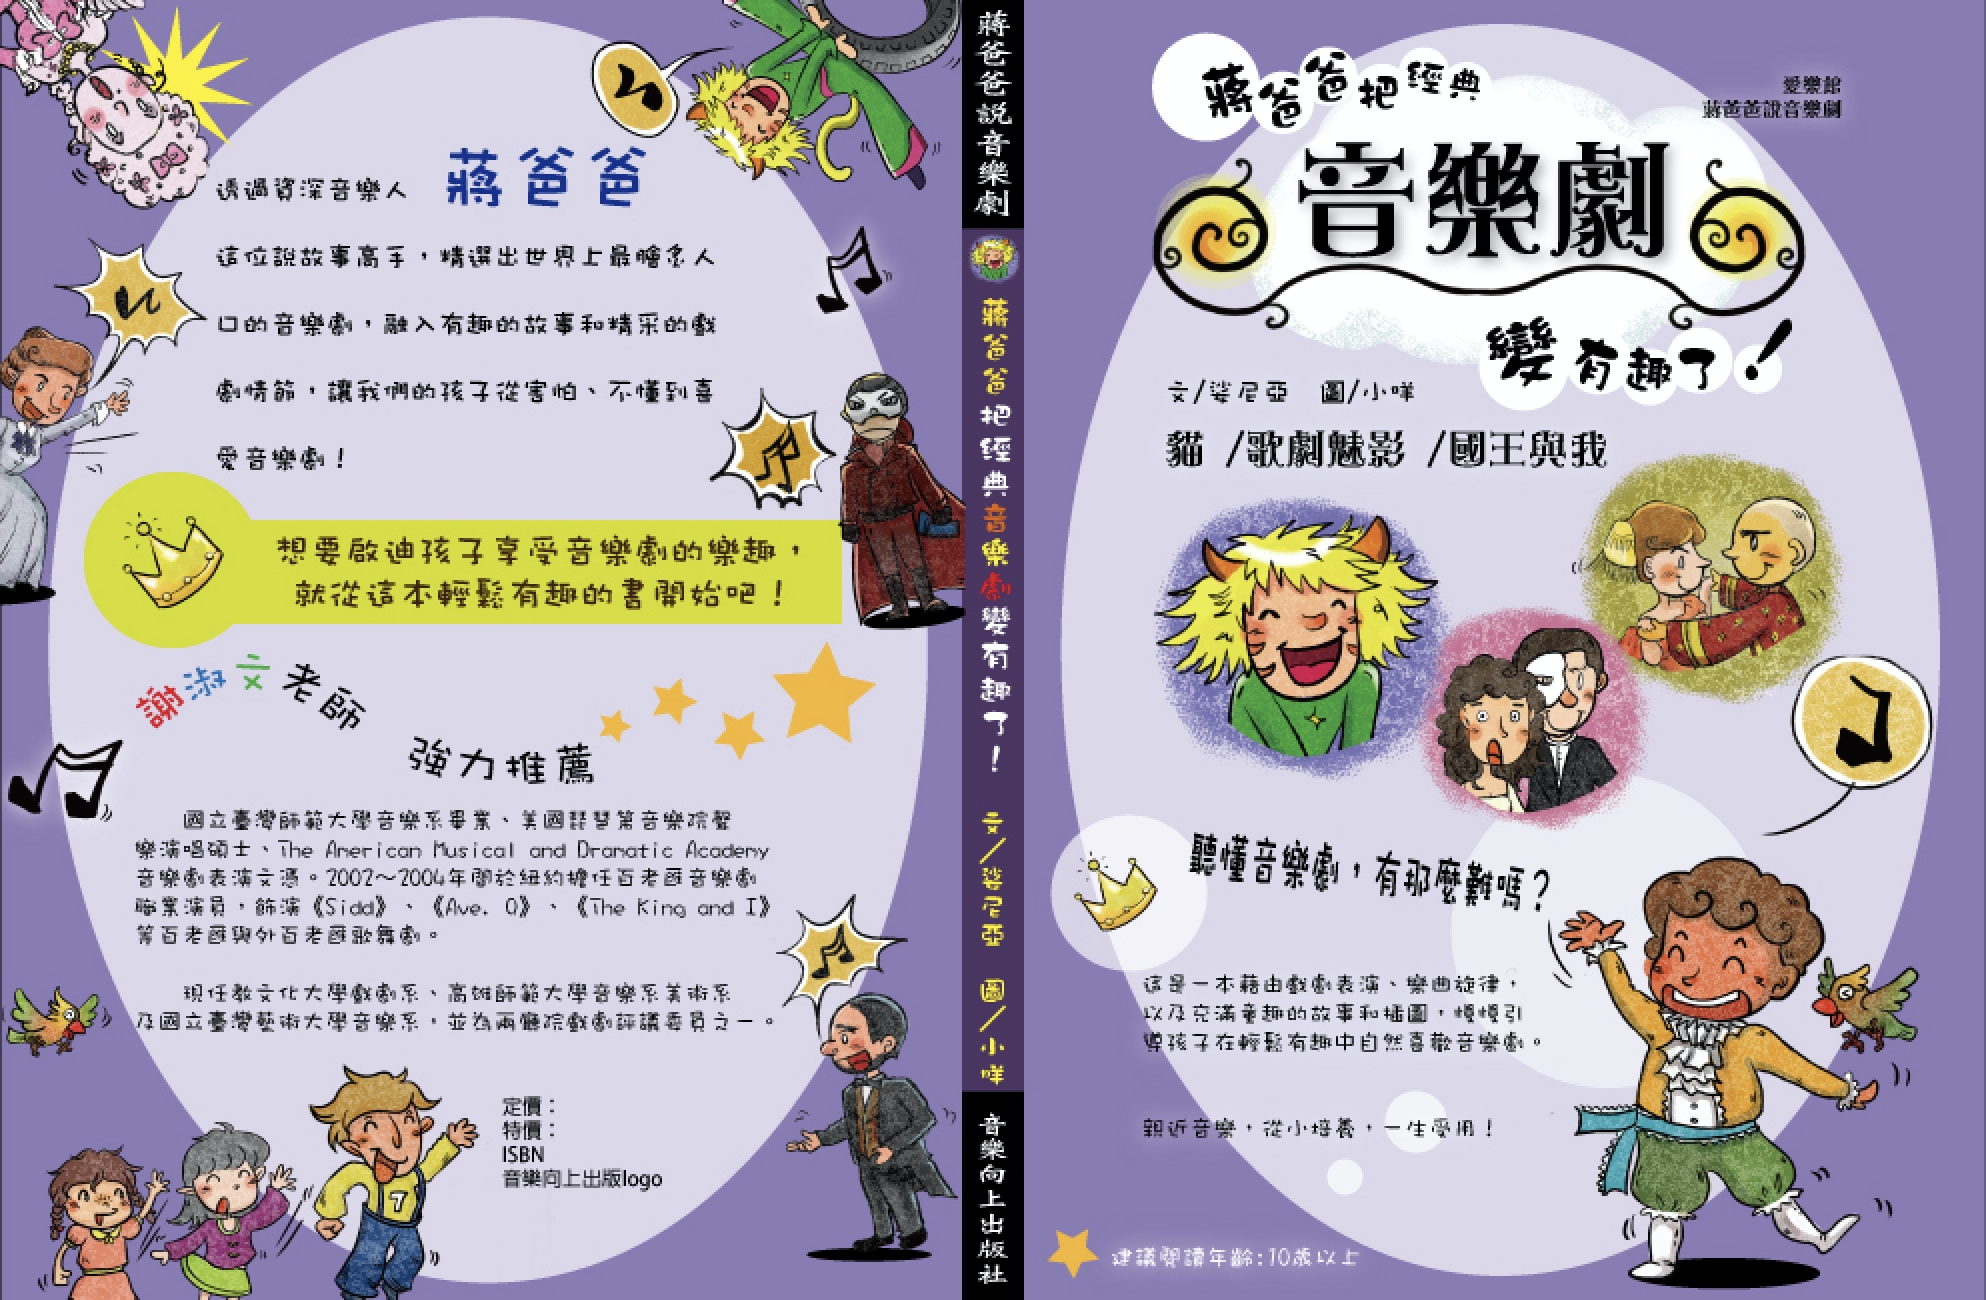 透過資深音樂人 蔣爸爸
這位說故事高手，精選出世界上最膾炙人
口的音樂劇，融入有趣的故事和精采的戲
劇情節，讓我們的孩子從害怕、不懂到喜
愛音樂劇！
想要啟迪孩子享受音樂劇的樂趣，
就從這本輕鬆有趣的書開始吧！
謝淑文老師
強力推薦
國立臺灣師範大學音樂系畢業、美國琵琶第音樂院聲
樂演唱碩士、The American Musical and Dramatic Academy
音樂劇表演文憑。2002～2004年間於紐約擔任百老匯音樂劇
職業演員，飾演《Sidd》、《Ave. Q》、《The King and I》
等百老匯與外百老匯歌舞劇。
現任教文化大學戲劇系、高雄師範大學音樂系美術系
及國立臺灣藝術大學音樂系，並為兩廳院戲劇評議委員之一。
7
定價：
特價：
ISBN
音樂向上出版logo
蔣爸爸說音樂劇
蔣爸爸把經典音樂劇變有趣了！
文／娑尼亞 圖／小咩
音樂向上出版社
蔣爸爸把經典
音樂劇
變有趣了！
愛樂館
蔣爸爸說音樂劇
文/娑尼亞 圖/小咩
貓 /歌劇魅影 /國王與我
聽懂音樂劇，有那麼難嗎？
這是一本藉由戲劇表演、樂曲旋律，
以及充滿童趣的故事和插圖，慢慢引
導孩子在輕鬆有趣中自然喜歡音樂劇。
親近音樂，從小培養，一生受用！
建議閱讀年齡:10歲以上